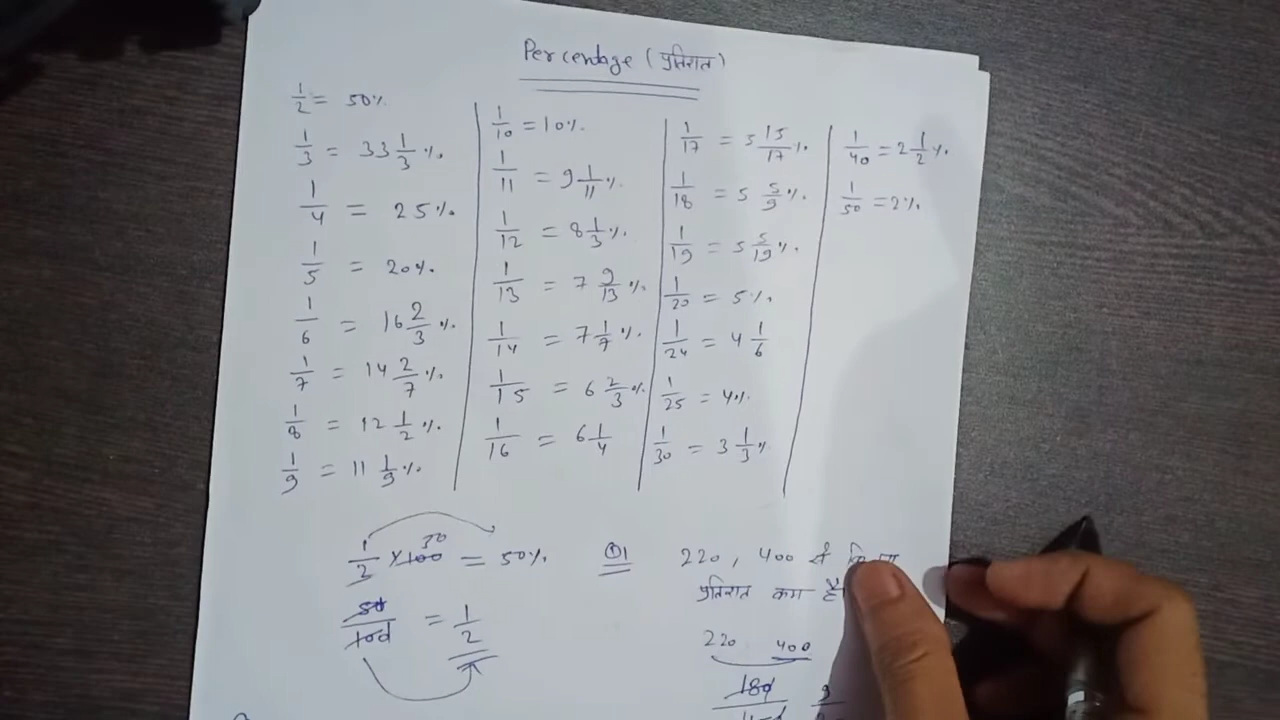 Percentage (प्रतिशत)
1/2 = 50%
1/3 = 33 1/3 %
1/4 = 25%
1/5 = 20%
1/6 = 16 2/3 %
1/7 = 14 2/7 %
1/8 = 12 1/2 %
1/9 = 11 1/9 %
1/10 = 10%
1/11 = 9 1/11 %
1/12 = 8 1/3 %
1/13 = 7 9/13 %
1/14 = 7 1/7 %
1/15 = 6 2/3 %
1/16 = 6 1/4
1/17 = 5 15/17 %
1/18 = 5 5/9 %
1/19 = 5 5/19 %
1/20 = 5%
1/24 = 4 1/6
1/25 = 4%
1/30 = 3 1/3 %
1/40 = 2 1/2 %
1/50 = 2%
1/2 × 100 = 50%
50/100 = 1/2
Q1 220, 400 से
प्रतिशत कम है
220 400
180
9